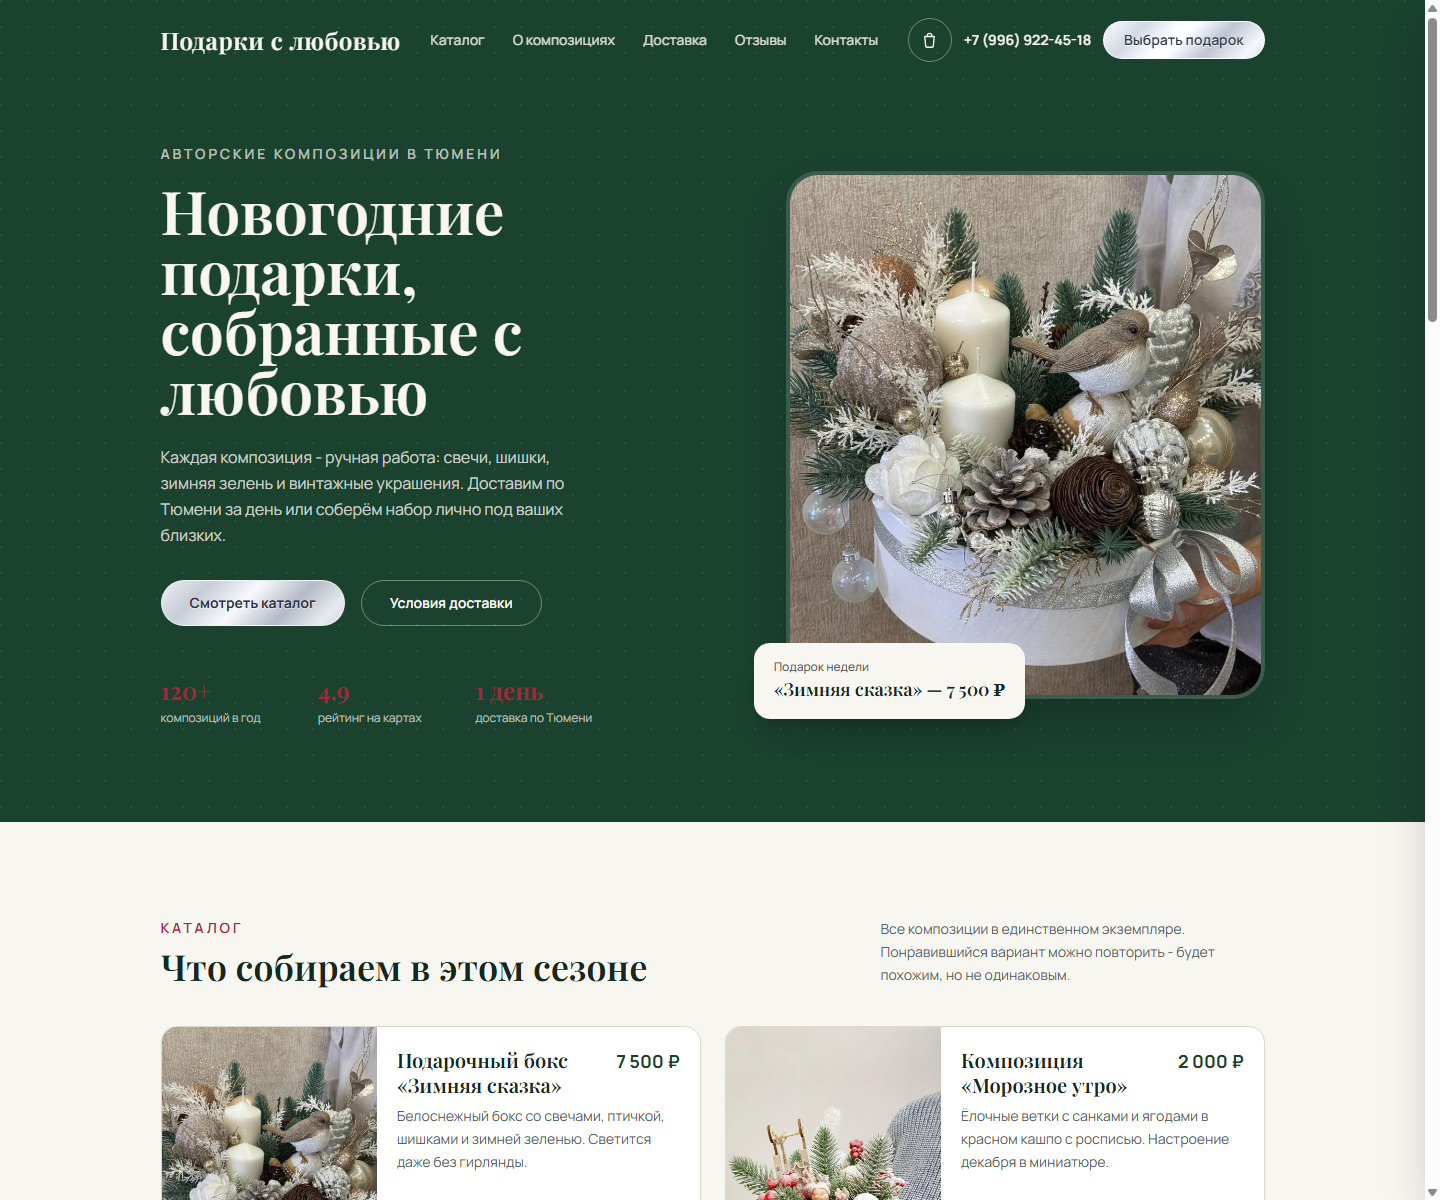 Подарки с любовью
Каталог
О композициях
Доставка
Отзывы
Контакты
+7 (996) 922-45-18
Выбрать подарок
АВТОРСКИЕ КОМПОЗИЦИИ В ТЮМЕНИ
Новогодние
подарки,
собранные с
любовью
Каждая композиция - ручная работа: свечи, шишки,
зимняя зелень и винтажные украшения. Доставим по
Тюмени за день или соберём набор лично под ваших
близких.
Смотреть каталог
Условия доставки
120+
композиций в год
4.9
рейтинг на картах
1 день
доставка по Тюмени
Подарок недели
«Зимняя сказка» — 7 500 ₽
КАТАЛОГ
Что собираем в этом сезоне
Все композиции в единственном экземпляре.
Понравившийся вариант можно повторить - будет
похожим, но не одинаковым.
Подарочный бокс
«Зимняя сказка»
7 500 ₽
Белоснежный бокс со свечами, птичкой,
шишками и зимней зеленью. Светится
даже без гирлянды.
Композиция
«Морозное утро»
2 000 ₽
Ёлочные ветки с санками и ягодами в
красном кашпо с росписью. Настроение
декабря в миниатюре.